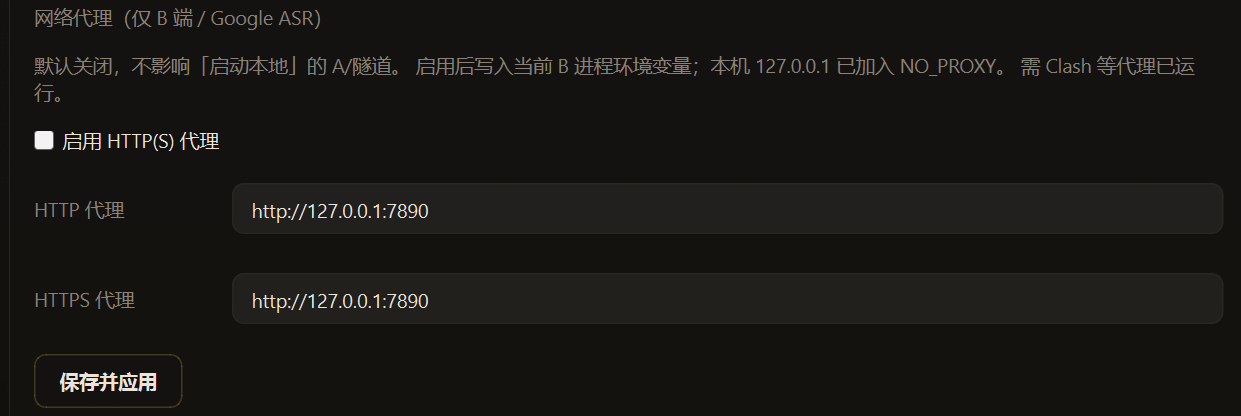 网络代理（仅 B 端 / Google ASR）
默认关闭，不影响「启动本地」的 A/隧道。 启用后写入当前 B 进程环境变量；本机 127.0.0.1 已加入 NO_PROXY。 需 Clash 等代理已运
行。
启用 HTTP(S) 代理
HTTP 代理 http://127.0.0.1:7890
HTTPS 代理 http://127.0.0.1:7890
保存并应用